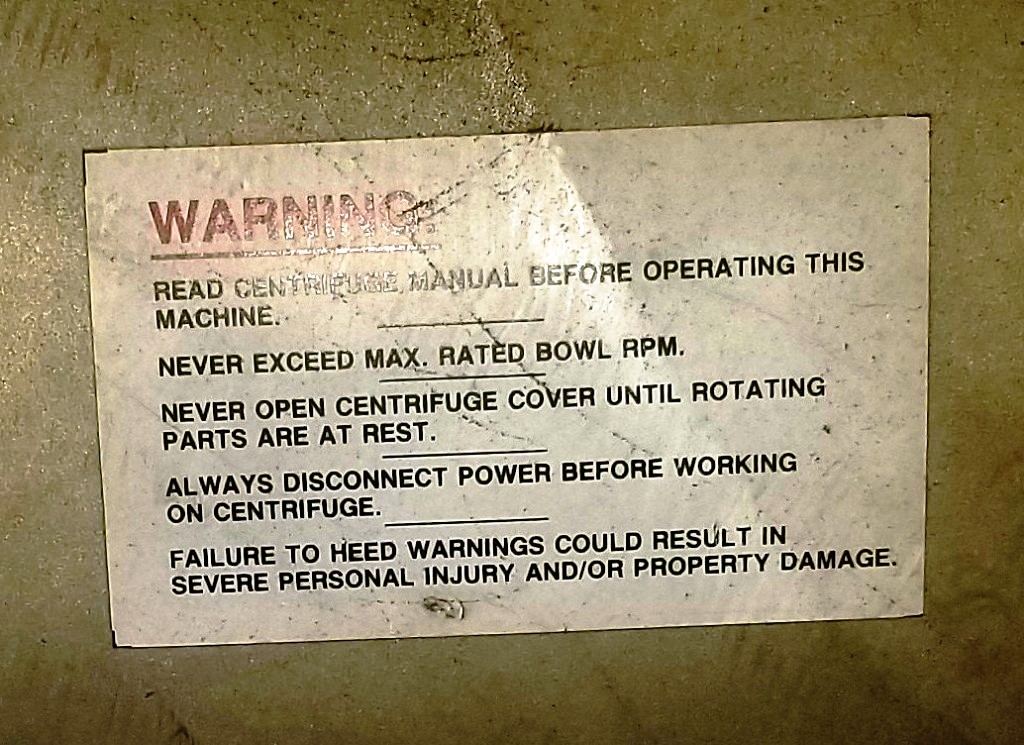 WARNING:
READ CENTRIFUGE MANUAL BEFORE OPERATING THIS
MACHINE.
NEVER EXCEED MAX. RATED BOWL RPM.
NEVER OPEN CENTRIFUGE COVER UNTIL ROTATING
PARTS ARE AT REST.
ALWAYS DISCONNECT POWER BEFORE WORKING
ON CENTRIFUGE.
FAILURE TO HEED WARNINGS COULD RESULT IN
SEVERE PERSONAL INJURY AND/OR PROPERTY DAMAGE.